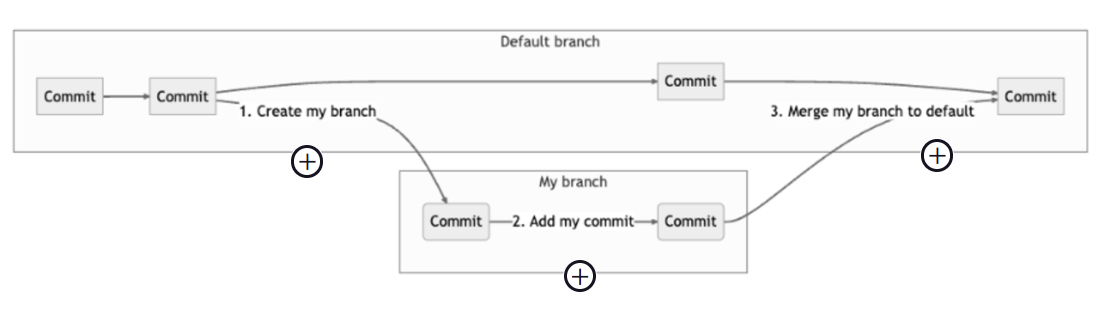 Default branch
Commit
Commit
Commit
Commit
1. Create my branch
3. Merge my branch to default
My branch
Commit
2. Add my commit
Commit